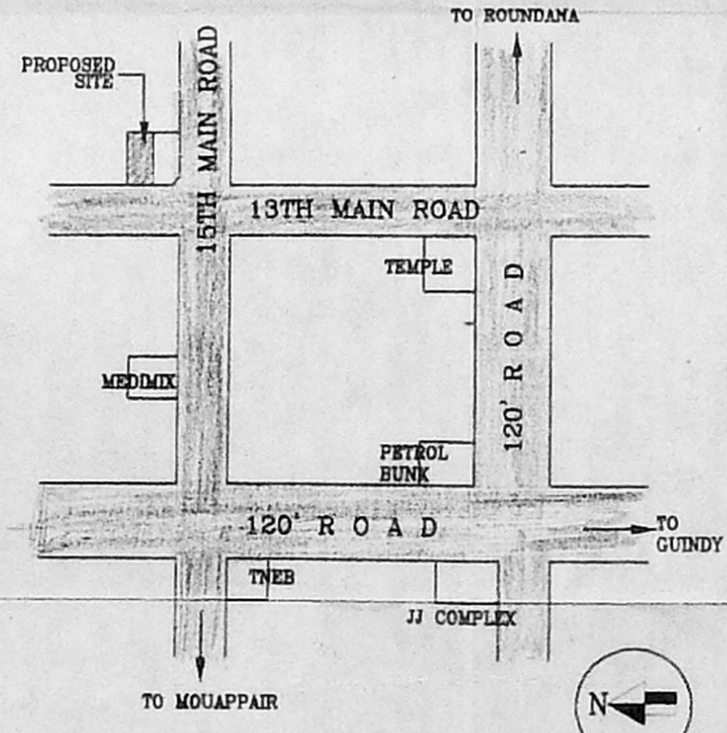 TO ROUNDANA
PROPOSED
SITE
15TH MAIN ROAD
13TH MAIN ROAD
TEMPLE
120' ROAD
MEDIMIX
PETROL
BUNK
120' ROAD
TO
GUINDY
TNEB
JJ COMPLEX
TO MOUAPPAIR
N